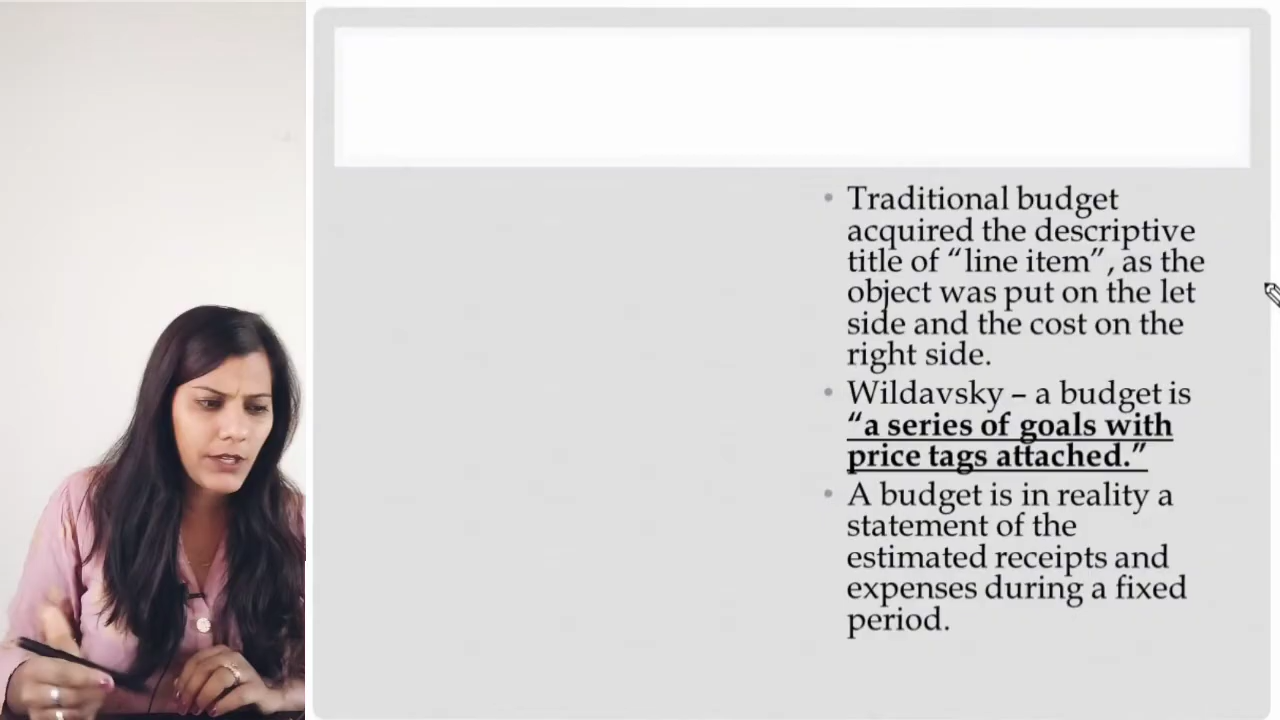 • Traditional budget
acquired the descriptive
title of “line item”, as the
object was put on the let
side and the cost on the
right side.
• Wildavsky – a budget is
“a series of goals with
price tags attached.”
• A budget is in reality a
statement of the
estimated receipts and
expenses during a fixed
period.